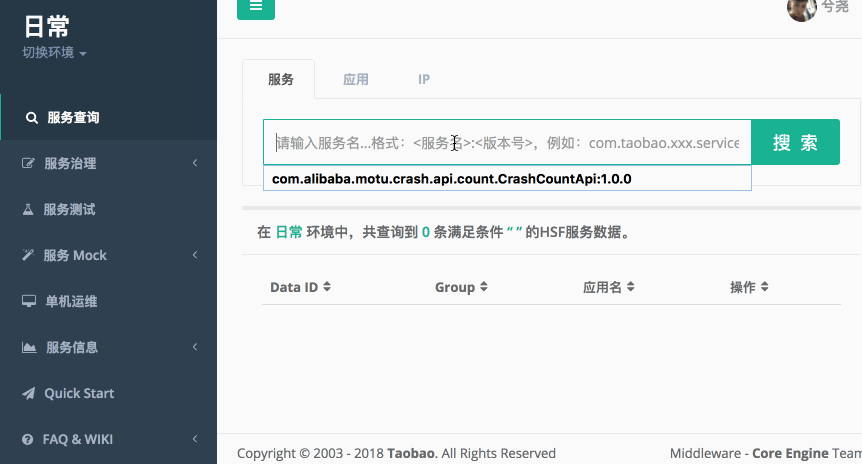 日常
切换环境
服务查询
服务治理
服务测试
服务 Mock
单机运维
服务信息
Quick Start
FAQ & WIKI
兮尧
服务 应用 IP
请输入服务名...格式：<服务名>:<版本号>，例如：com.taobao.xxx.service
搜 索
com.alibaba.motu.crash.api.count.CrashCountApi:1.0.0
在 日常 环境中，共查询到 0 条满足条件 “ ” 的HSF服务数据。
Data ID Group 应用名 操作
Copyright © 2003 - 2018 Taobao. All Rights Reserved
Middleware - Core Engine Team